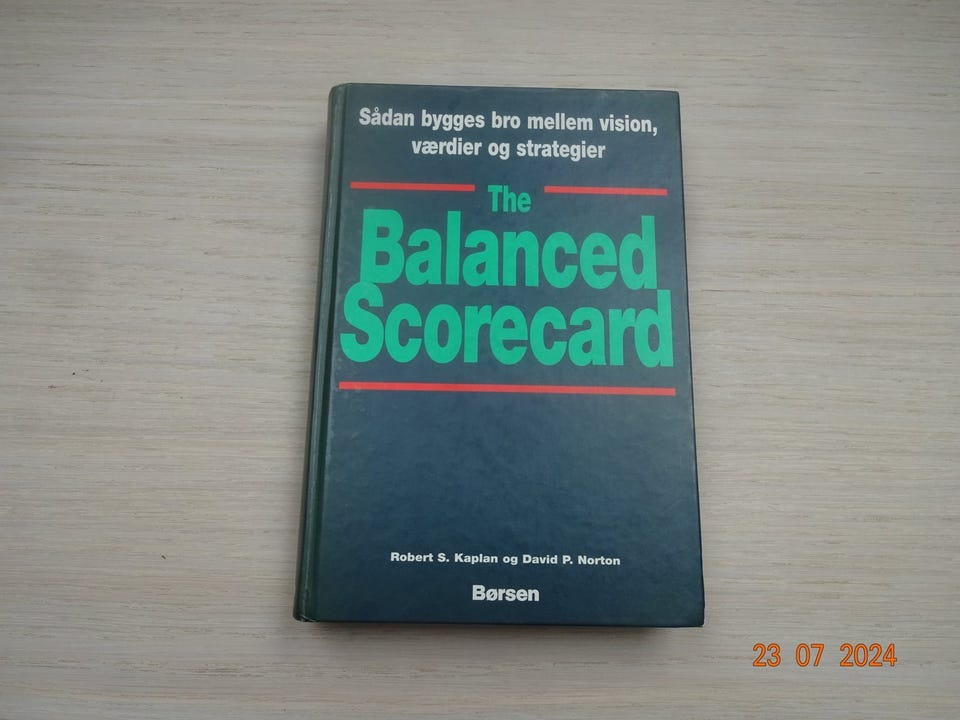 Sådan bygges bro mellem vision,
værdier og strategier
The
Balanced
Scorecard
Robert S. Kaplan og David P. Norton
Børsen
23 07 2024